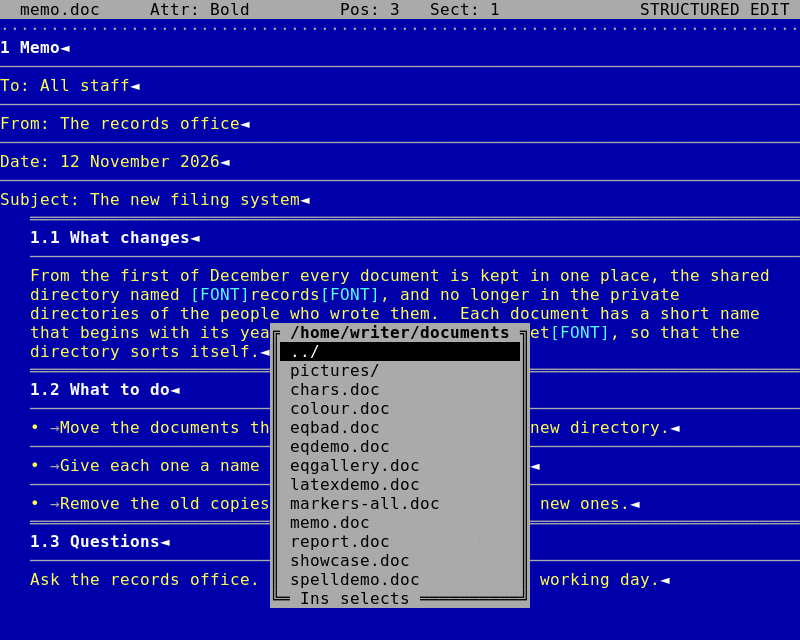 memo.doc Attr: Bold Pos: 3 Sect: 1 STRUCTURED EDIT
1 Memo◄
To: All staff◄
From: The records office◄
Date: 12 November 2026◄
Subject: The new filing system◄
1.1 What changes◄
From the first of December every document is kept in one place, the shared
directory named [FONT]records[FONT], and no longer in the private
directories of the people who wrote them. Each document has a short name
that begins with its yea et[FONT], so that the
directory sorts itself.◄
1.2 What to do◄
• →Move the documents th new directory.◄
• →Give each one a name ◄
• →Remove the old copies new ones.◄
1.3 Questions◄
Ask the records office. working day.◄
/home/writer/documents
../
pictures/
chars.doc
colour.doc
eqbad.doc
eqdemo.doc
eqgallery.doc
latexdemo.doc
markers-all.doc
memo.doc
report.doc
showcase.doc
spelldemo.doc
Ins selects